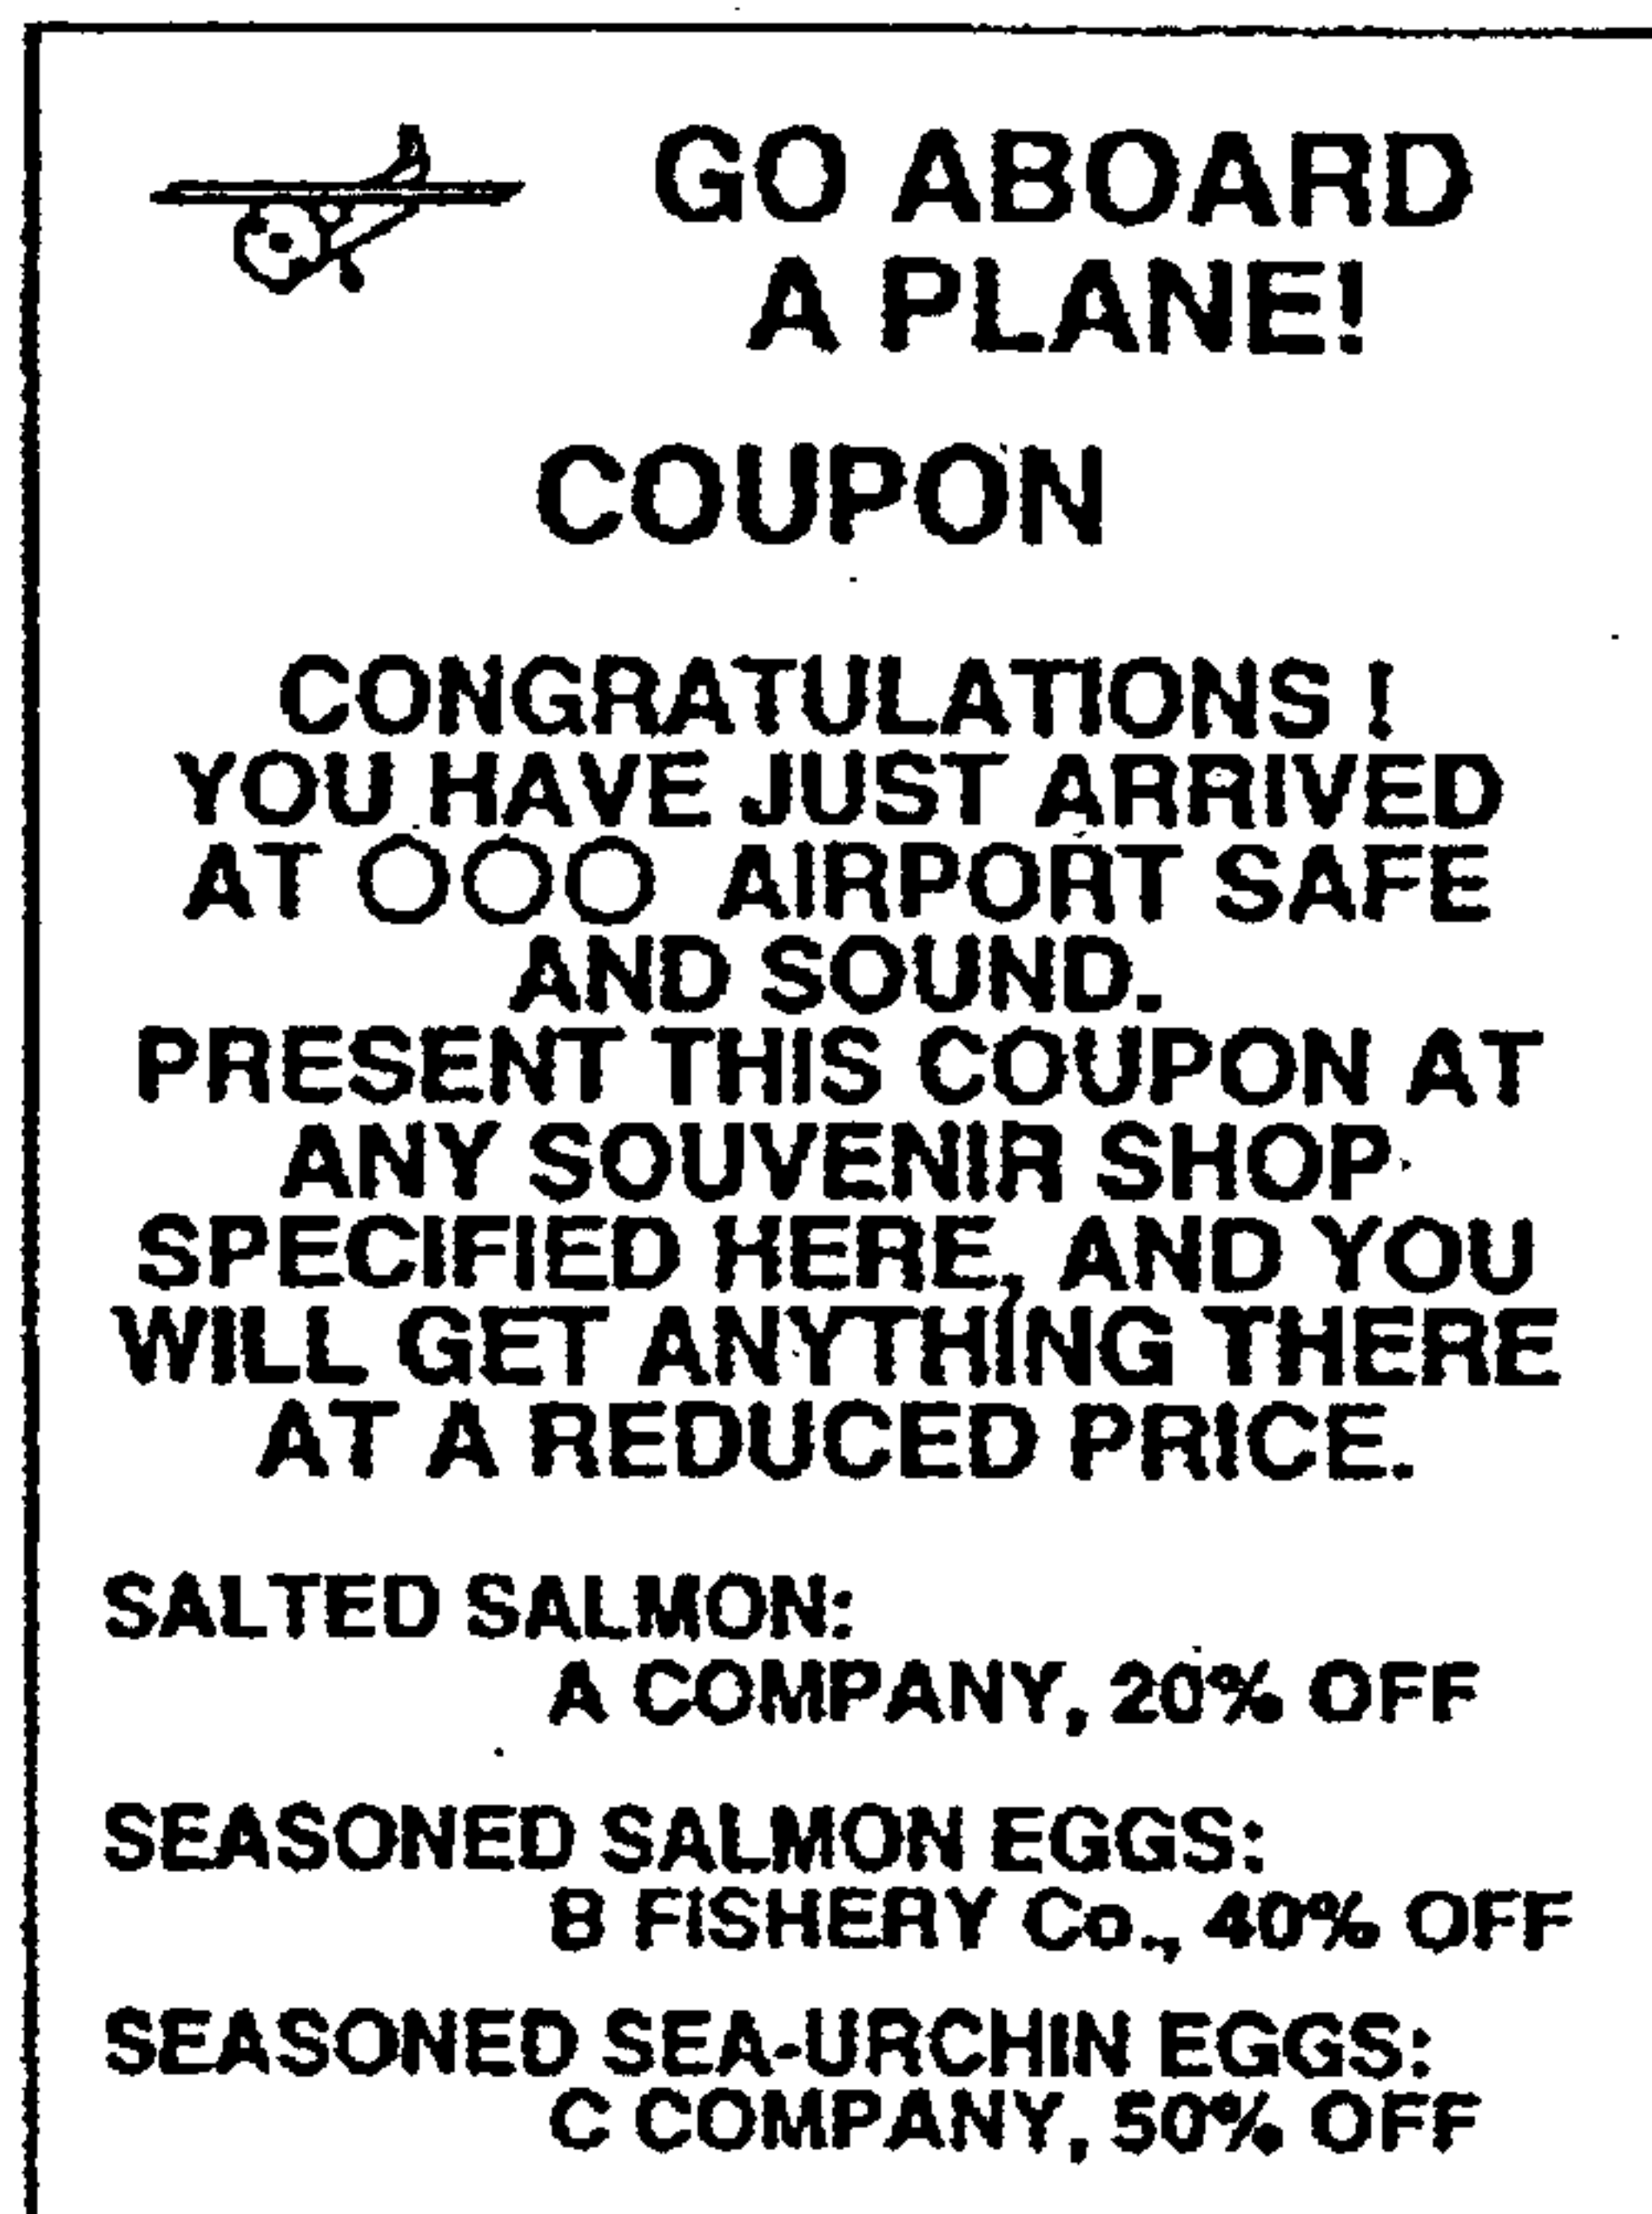 GO ABOARD
A PLANE!
COUPON
CONGRATULATIONS !
YOU HAVE JUST ARRIVED
AT ○○○ AIRPORT SAFE
AND SOUND.
PRESENT THIS COUPON AT
ANY SOUVENIR SHOP
SPECIFIED HERE, AND YOU
WILL GET ANYTHING THERE
AT A REDUCED PRICE.
SALTED SALMON:
A COMPANY, 20% OFF
SEASONED SALMON EGGS:
B FISHERY Co., 40% OFF
SEASONED SEA-URCHIN EGGS:
C COMPANY, 50% OFF